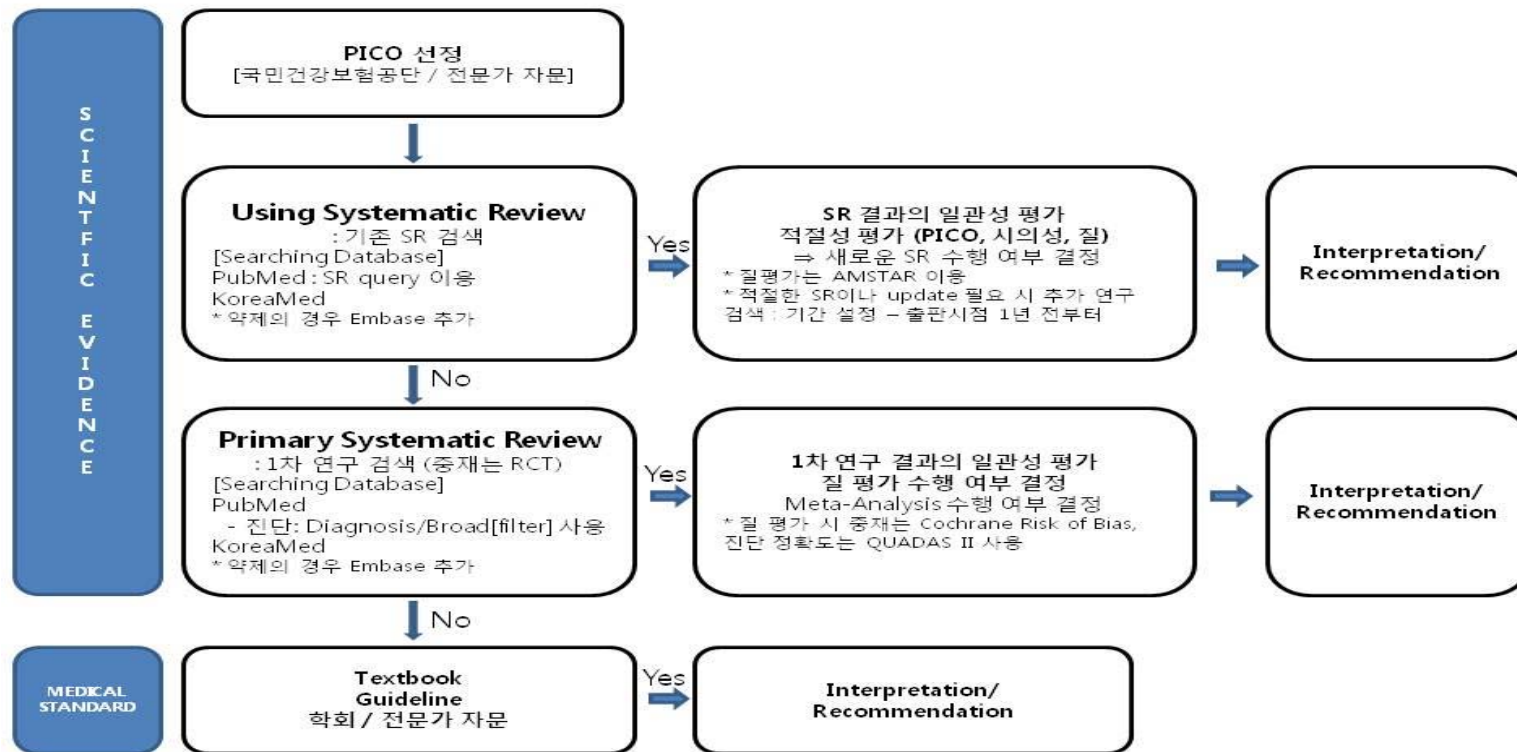 SCIENTFIC EVIDENCE
PICO 선정
[국민건강보험공단 / 전문가 자문]
Using Systematic Review
: 기존 SR 검색
[Searching Database]
PubMed : SR query 이용
KoreaMed
* 약제의 경우 Embase 추가
Yes
SR 결과의 일관성 평가
적절성 평가 (PICO, 시의성, 질)
⇒ 새로운 SR 수행 여부 결정
* 질평가는 AMSTAR 이용
* 적절한 SR이나 update 필요 시 추가 연구
검색 : 기간 설정 – 출판시점 1년 전부터
Interpretation/
Recommendation
No
Primary Systematic Review
: 1차 연구 검색 (중재는 RCT)
[Searching Database]
PubMed
- 진단: Diagnosis/Broad[filter] 사용
KoreaMed
* 약제의 경우 Embase 추가
Yes
1차 연구 결과의 일관성 평가
질 평가 수행 여부 결정
Meta-Analysis 수행 여부 결정
* 질 평가 시 중재는 Cochrane Risk of Bias,
진단 정확도는 QUADAS II 사용
Interpretation/
Recommendation
No
MEDICAL
STANDARD
Textbook
Guideline
학회 / 전문가 자문
Yes
Interpretation/
Recommendation